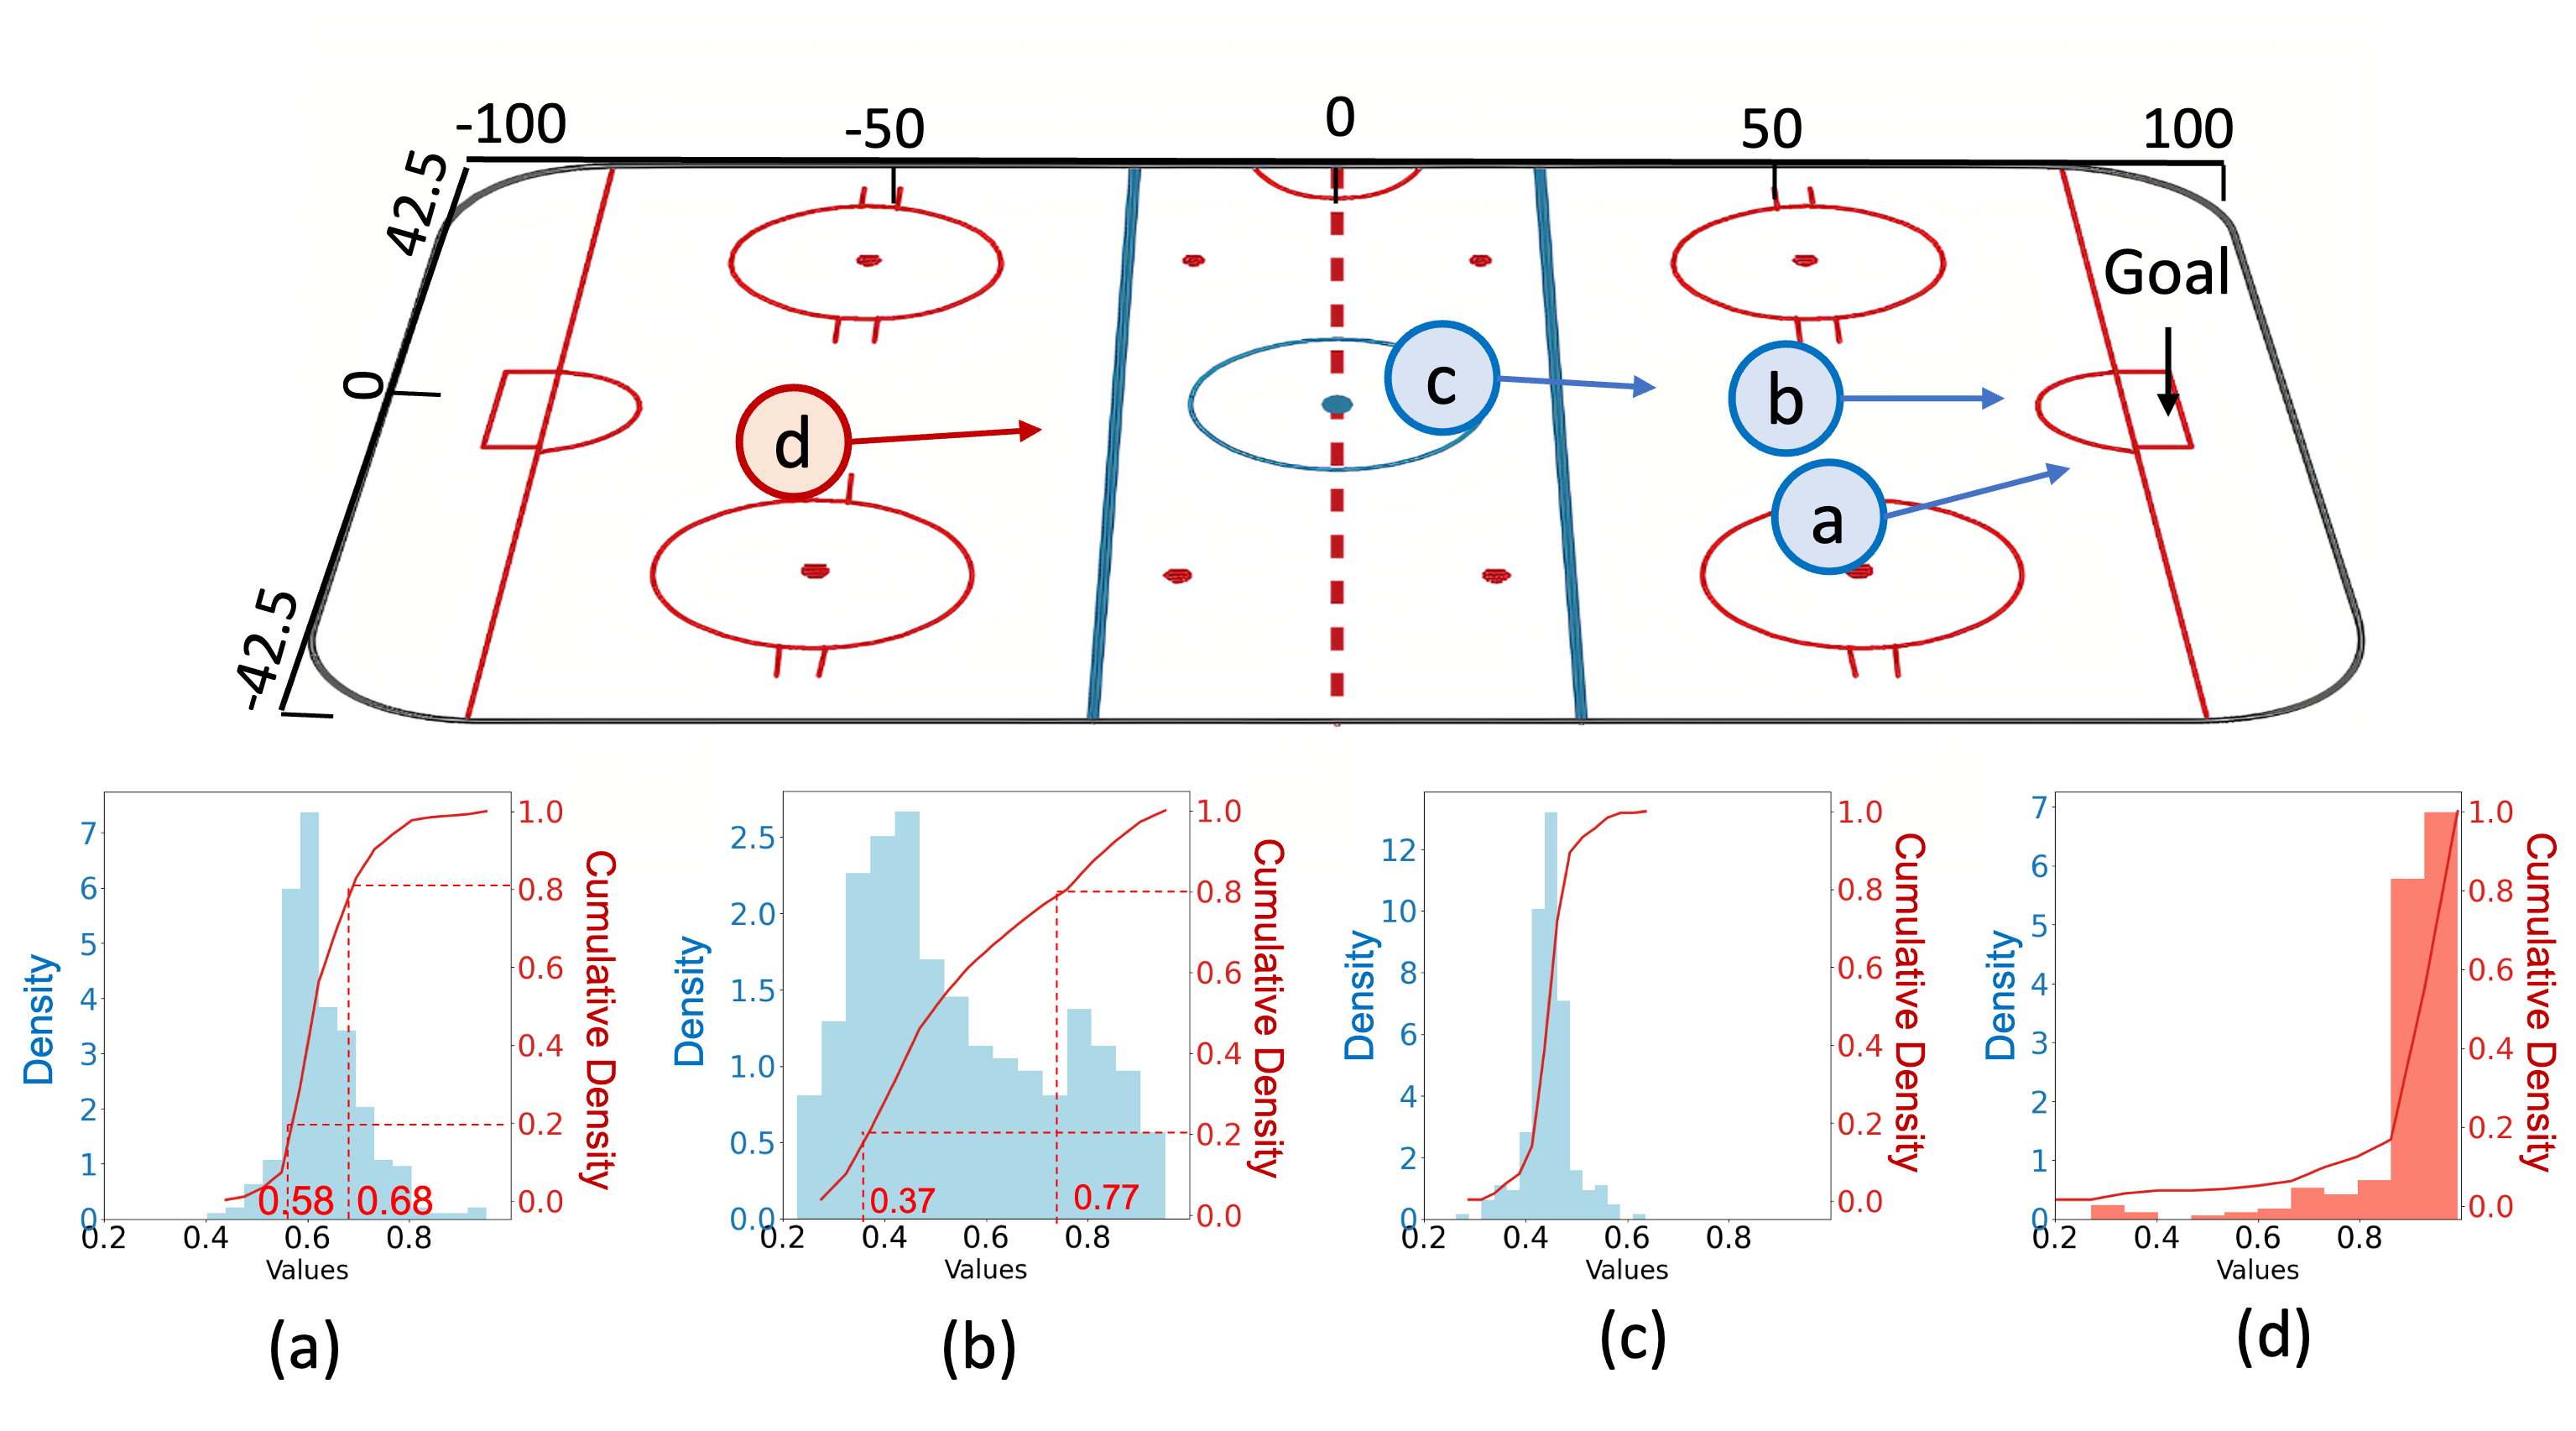 -100 -50 0 50 100
42.5
0
-42.5
Goal
c
b
d
a
Density
7
6
5
4
3
2
1
0
0.2 0.4 0.6 0.8
Values
0.58 0.68
1.0
0.8
0.6
0.4
0.2
0.0
Cumulative Density
(a)
Density
2.5
2.0
1.5
1.0
0.5
0.0
0.2 0.4 0.6 0.8
Values
0.37 0.77
1.0
0.8
0.6
0.4
0.2
0.0
Cumulative Density
(b)
Density
12
10
8
6
4
2
0
0.2 0.4 0.6 0.8
Values
1.0
0.8
0.6
0.4
0.2
0.0
Cumulative Density
(c)
Density
7
6
5
4
3
2
1
0
0.2 0.4 0.6 0.8
Values
1.0
0.8
0.6
0.4
0.2
0.0
Cumulative Density
(d)